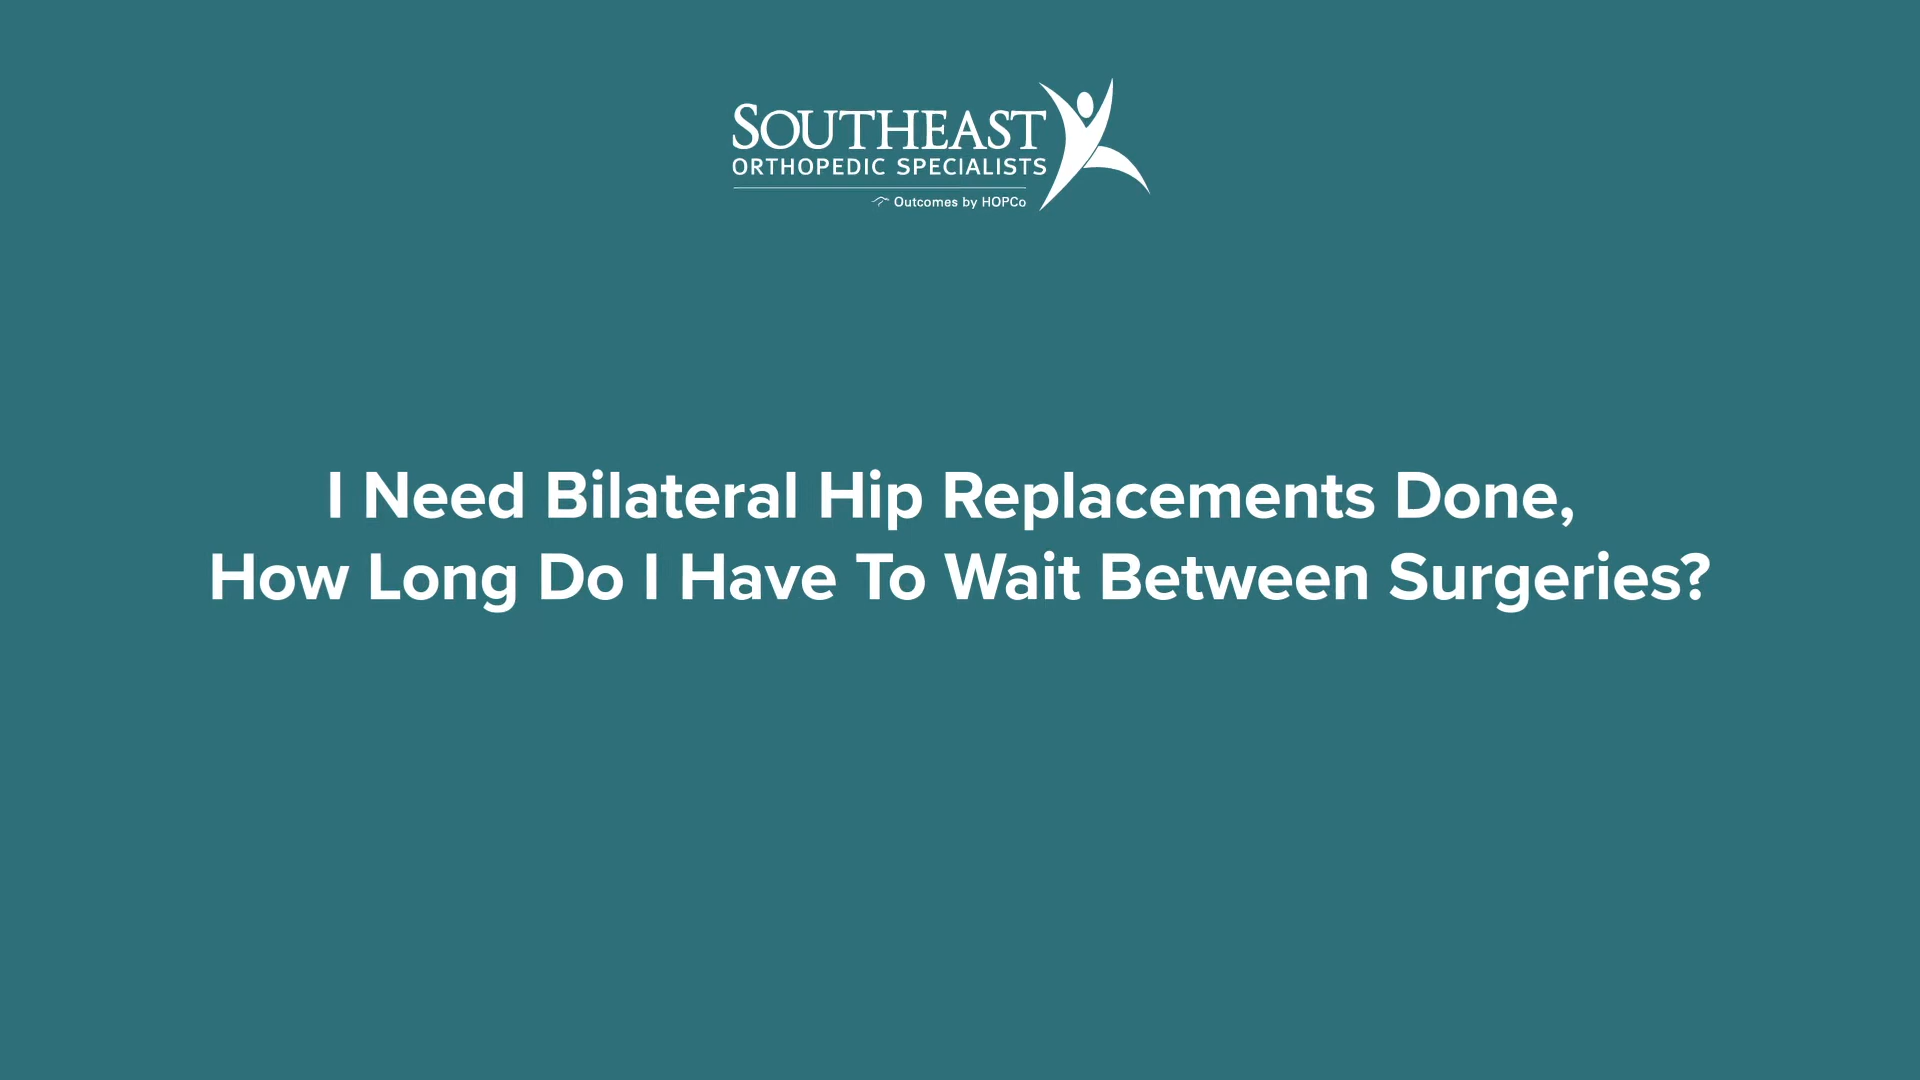 SOUTHEAST
ORTHOPEDIC SPECIALISTS
Outcomes by HOPCo
I Need Bilateral Hip Replacements Done,
How Long Do I Have To Wait Between Surgeries?